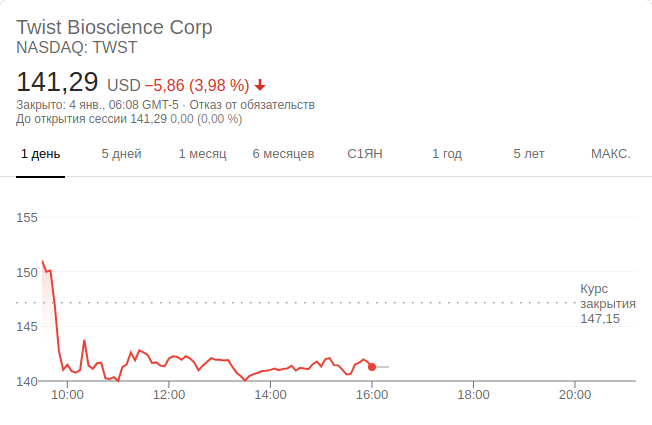 Twist Bioscience Corp
NASDAQ: TWST
141,29 USD −5,86 (3,98 %)
Закрыто: 4 янв., 06:08 GMT-5 · Отказ от обязательств
До открытия сессии 141,29 0,00 (0,00 %)
1 день 5 дней 1 месяц 6 месяцев С1ЯН 1 год 5 лет МАКС.
155
150
Курс
закрытия
147,15
145
140
10:00 12:00 14:00 16:00 18:00 20:00